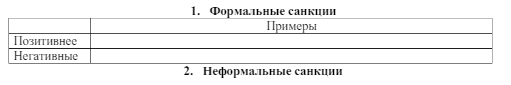 1. Формальные санкции
Примеры
Позитивнее
Негативные
2. Неформальные санкции